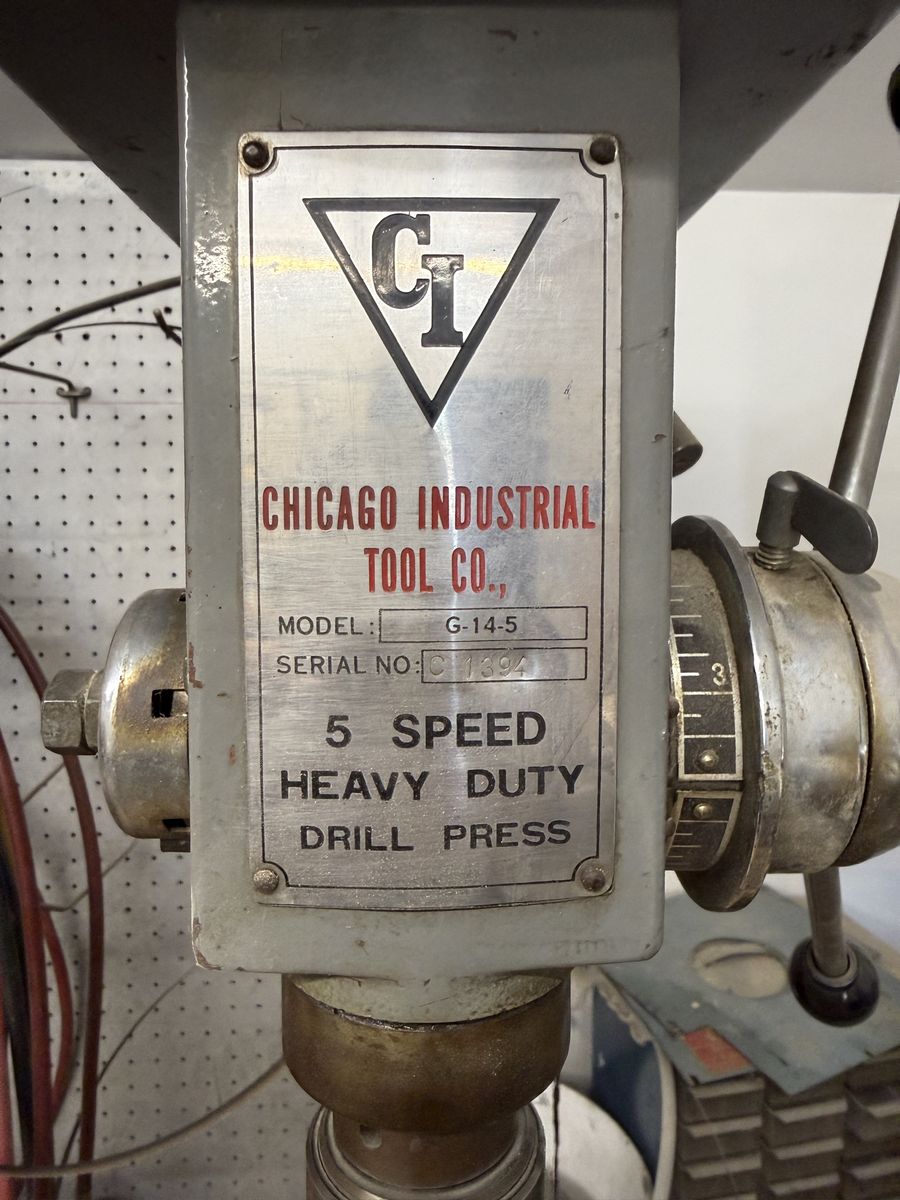 CI
CHICAGO INDUSTRIAL
TOOL CO.,
MODEL: G-14-5
SERIAL NO: C 1394
5 SPEED
HEAVY DUTY
DRILL PRESS
3